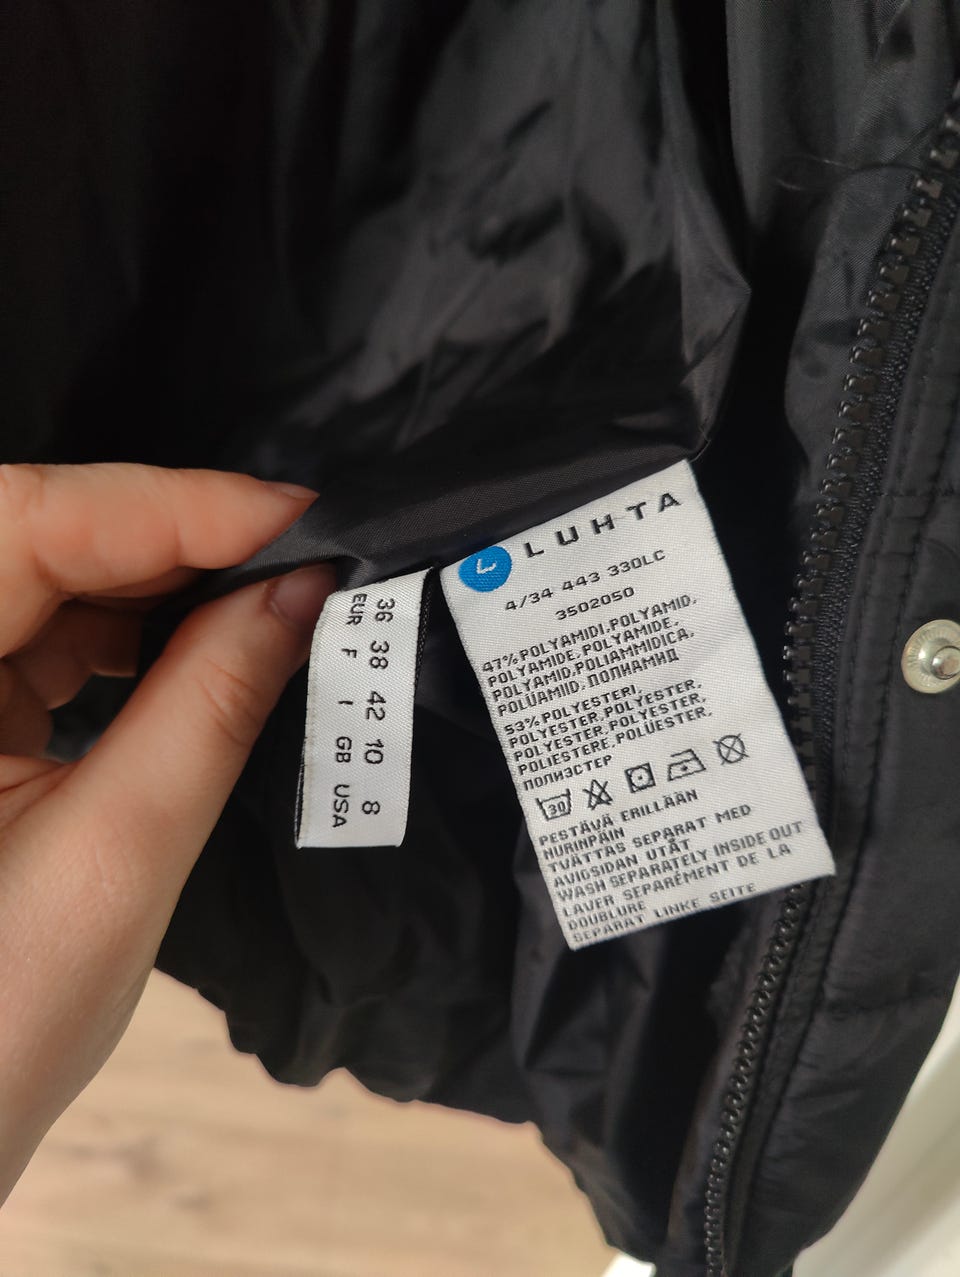 36 38 42 10 8
EUR F I GB USA
L LUHTA
4/34 443 330LC
3502050
47% POLYAMIDI, POLYAMID,
POLYAMIDE, POLYAMIDE,
POLYAMID, POLIAMMIDICA,
POLÜAMIID, ПОЛИАМИД
53% POLYESTERI,
POLYESTER, POLYESTER,
POLYESTER, POLYESTER,
POLIESTERE, POLÜESTER,
ПОЛИЭСТЕР
30
PESTÄVÄ ERILLÄÄN
NURINPÄIN
TVÄTTAS SEPARAT MED
AVIGSIDAN UTÅT
WASH SEPARATELY INSIDE OUT
LAVER SEPARÉMENT DE LA
DOUBLURE
SEPARAT LINKE SEITE